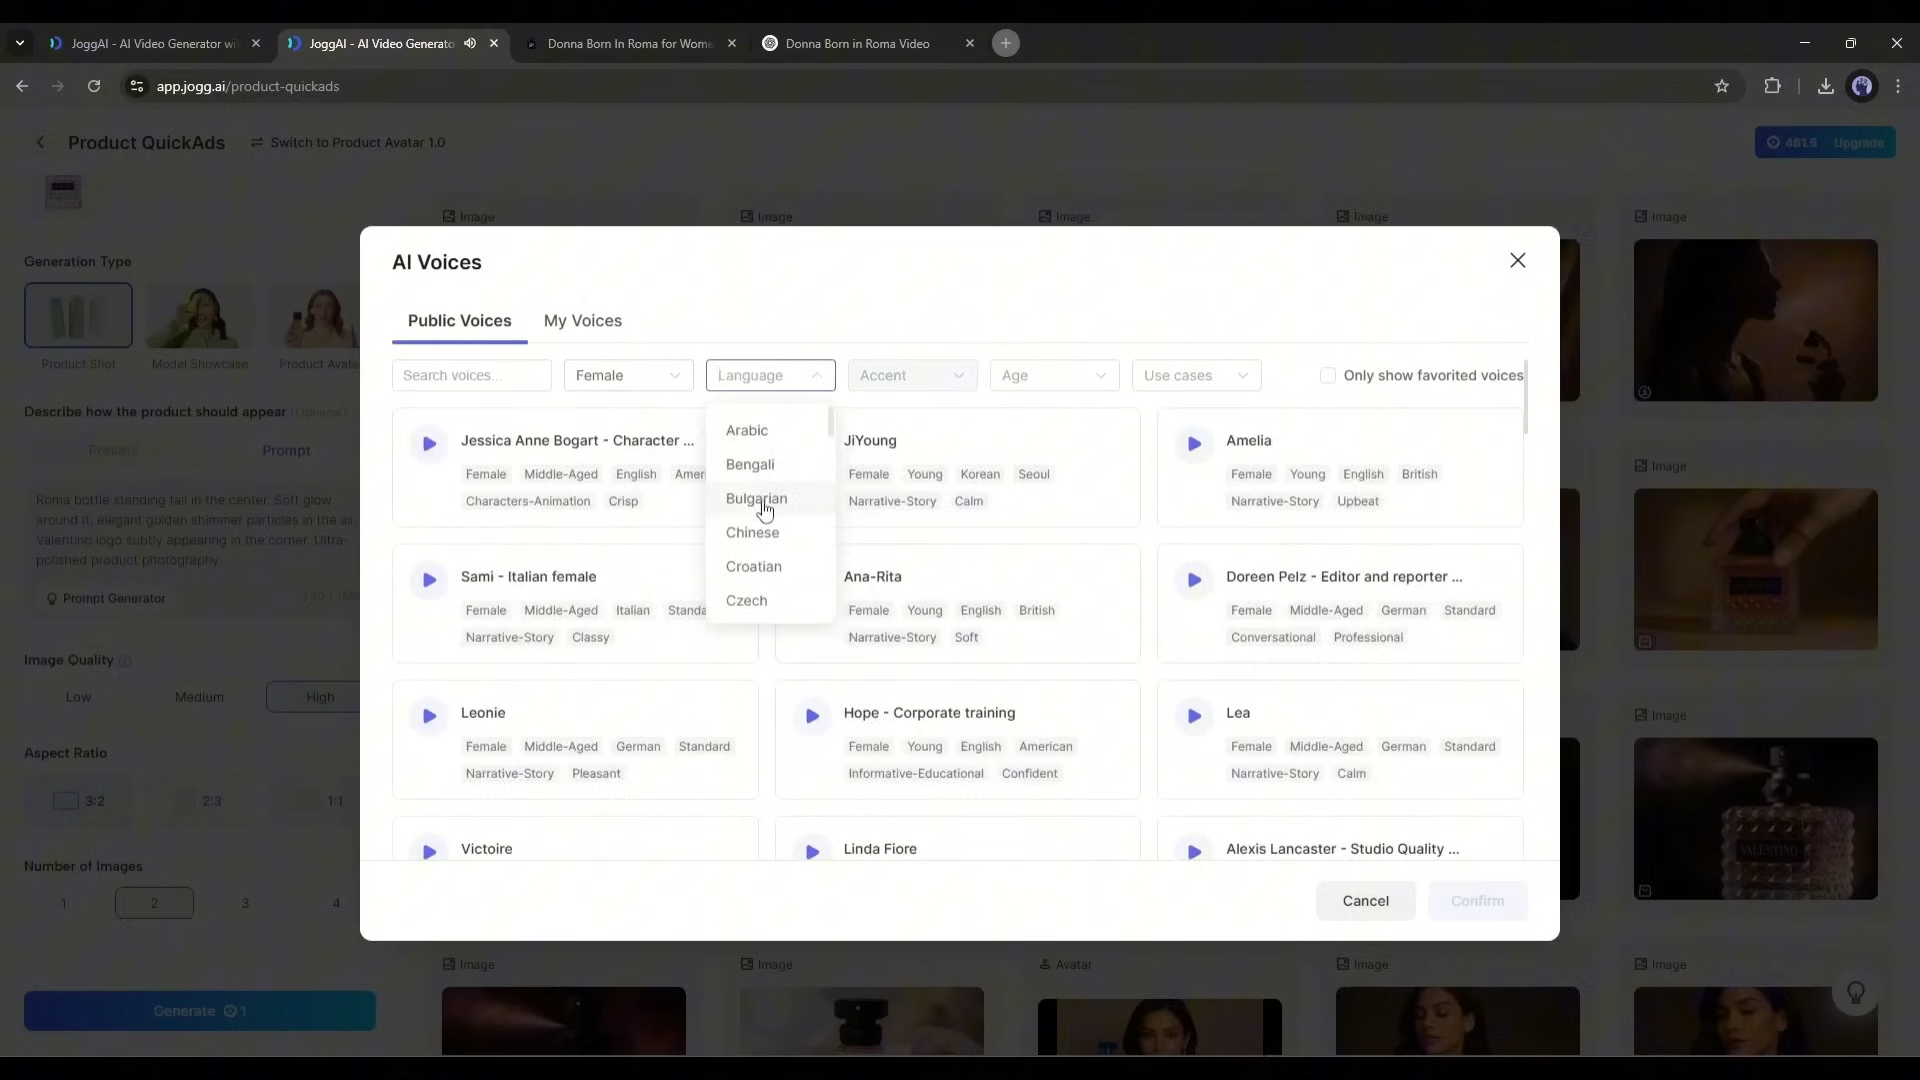 JoggAI - AI Video Generator wi
JoggAI - AI Video Generato
Donna Born In Roma for Wome
Donna Born in Roma Video
app.jogg.ai/product-quickads
Product QuickAds
Switch to Product Avatar 1.0
461.5 Upgrade
Image
Image
Image
Image
Image
Generation Type
Product Shot
Model Showcase
Product Avata
Describe how the product should appear (Optional)
Present
Prompt
Roma bottle standing tall in the center. Soft glow
around it, elegant golden shimmer particles in the air.
Valentino logo subtly appearing in the corner. Ultra-
polished product photography
Prompt Generator
Image Quality
Low
Medium
High
Aspect Ratio
3:2
2:3
1:1
Number of Images
1
2
3
4
Generate 1
AI Voices
Public Voices
My Voices
Search voices...
Female
Language
Accent
Age
Use cases
Only show favorited voices
Arabic
Bengali
Bulgarian
Chinese
Croatian
Czech
Jessica Anne Bogart - Character ...
Female Middle-Aged English Ameri
Characters-Animation Crisp
JiYoung
Female Young Korean Seoul
Narrative-Story Calm
Amelia
Female Young English British
Narrative-Story Upbeat
Sami - Italian female
Female Middle-Aged Italian Standa
Narrative-Story Classy
Ana-Rita
Female Young English British
Narrative-Story Soft
Doreen Pelz - Editor and reporter ...
Female Middle-Aged German Standard
Conversational Professional
Leonie
Female Middle-Aged German Standard
Narrative-Story Pleasant
Hope - Corporate training
Female Young English American
Informative-Educational Confident
Lea
Female Middle-Aged German Standard
Narrative-Story Calm
Victoire
Linda Fiore
Alexis Lancaster - Studio Quality ...
Cancel
Confirm
Image
Image
VALENTINO
Image
Image
Avatar
Image
Image